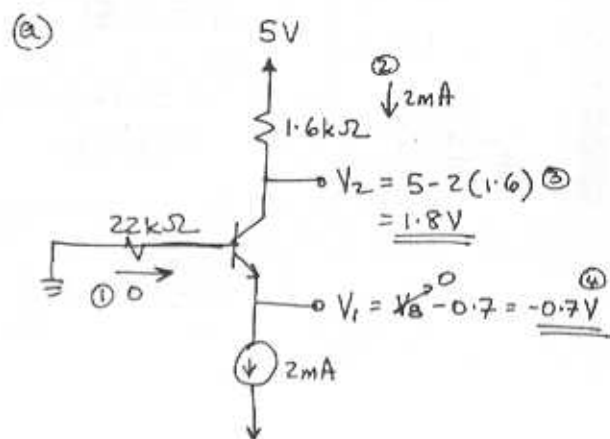 (a)
5V
② 2mA
1.6kΩ
V₂ = 5 - 2(1.6) ③
= 1.8V
22kΩ
① 0
V₁ = V_B 0 - 0.7 = -0.7V ④
2mA